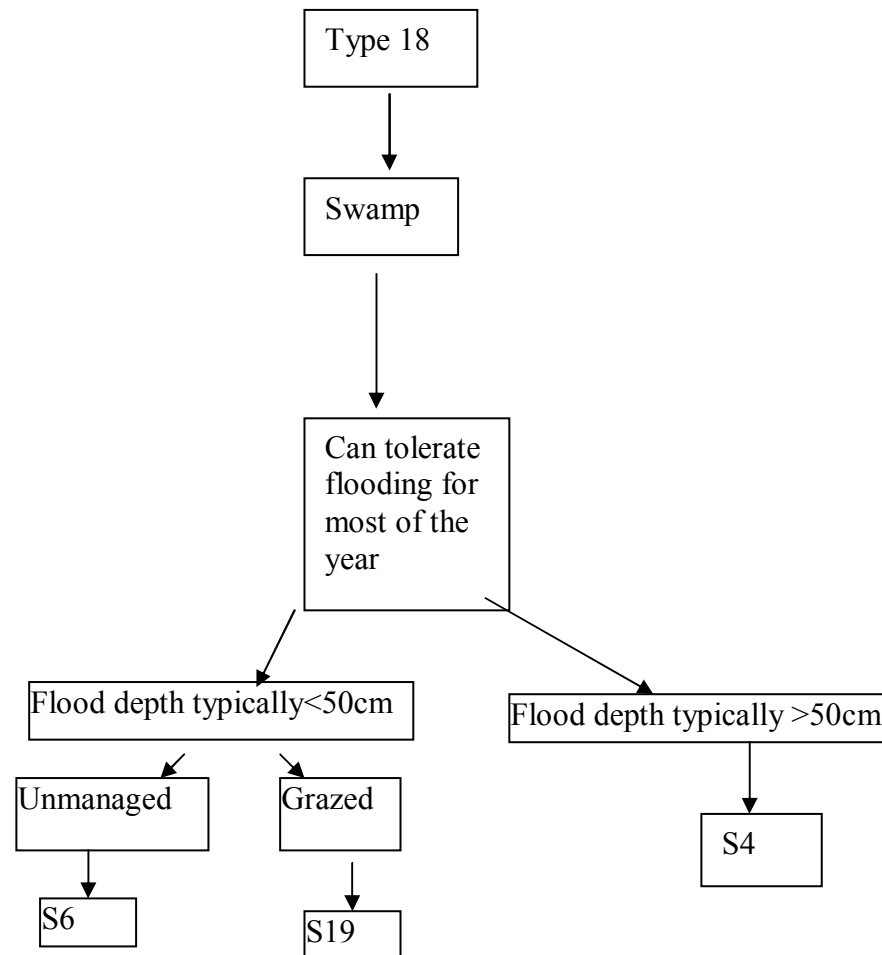 Type 18
Swamp
Can tolerate
flooding for
most of the
year
Flood depth typically<50cm
Flood depth typically >50cm
Unmanaged
Grazed
S4
S6
S19